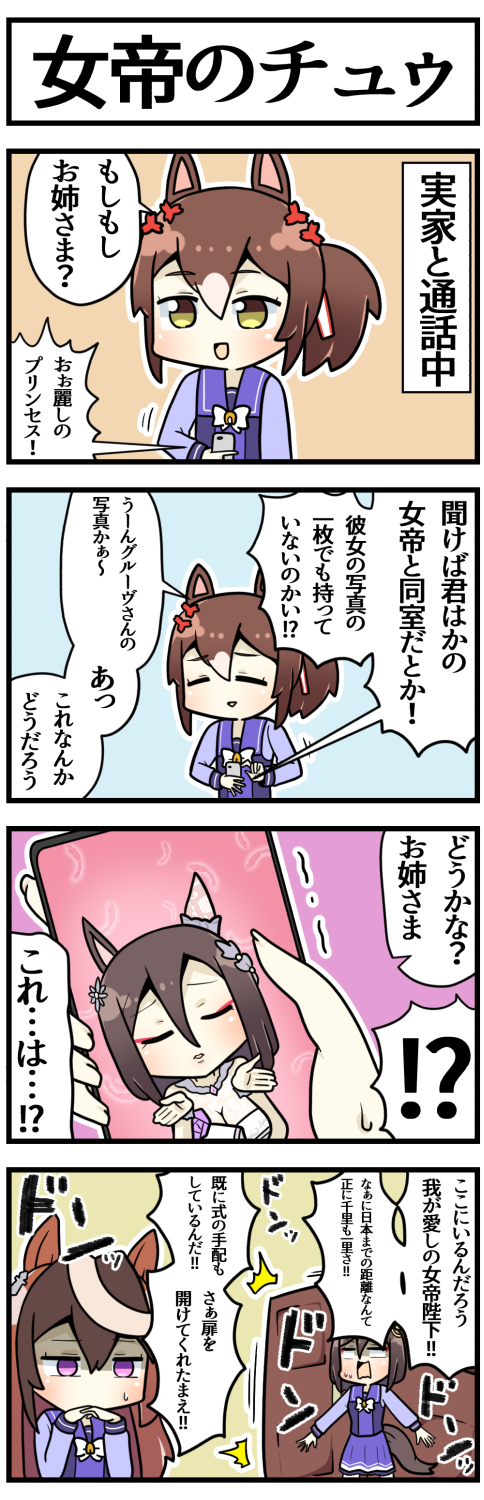 女帝のチュゥ
実家と通話中
もしもし
お姉さま?
おぉ麗しの
プリンセス!
聞けば君はかの
女帝と同室だとか!
彼女の写真の
一枚でも持って
いないのかい!?
うーんグルーヴさんの
写真かぁ〜
あっ
これなんか
どうだろう
どうかな?
お姉さま
!?
これ…は…!?
ここにいるんだろう
我が愛しの女帝陛下!!
なぁに日本までの距離なんて
正に千里も一里さ!!
ドンッ
ドンッ
ドンッ
既に式の手配も
しているんだ!!
さぁ扉を
開けてくれたまえ!!
ドンッ